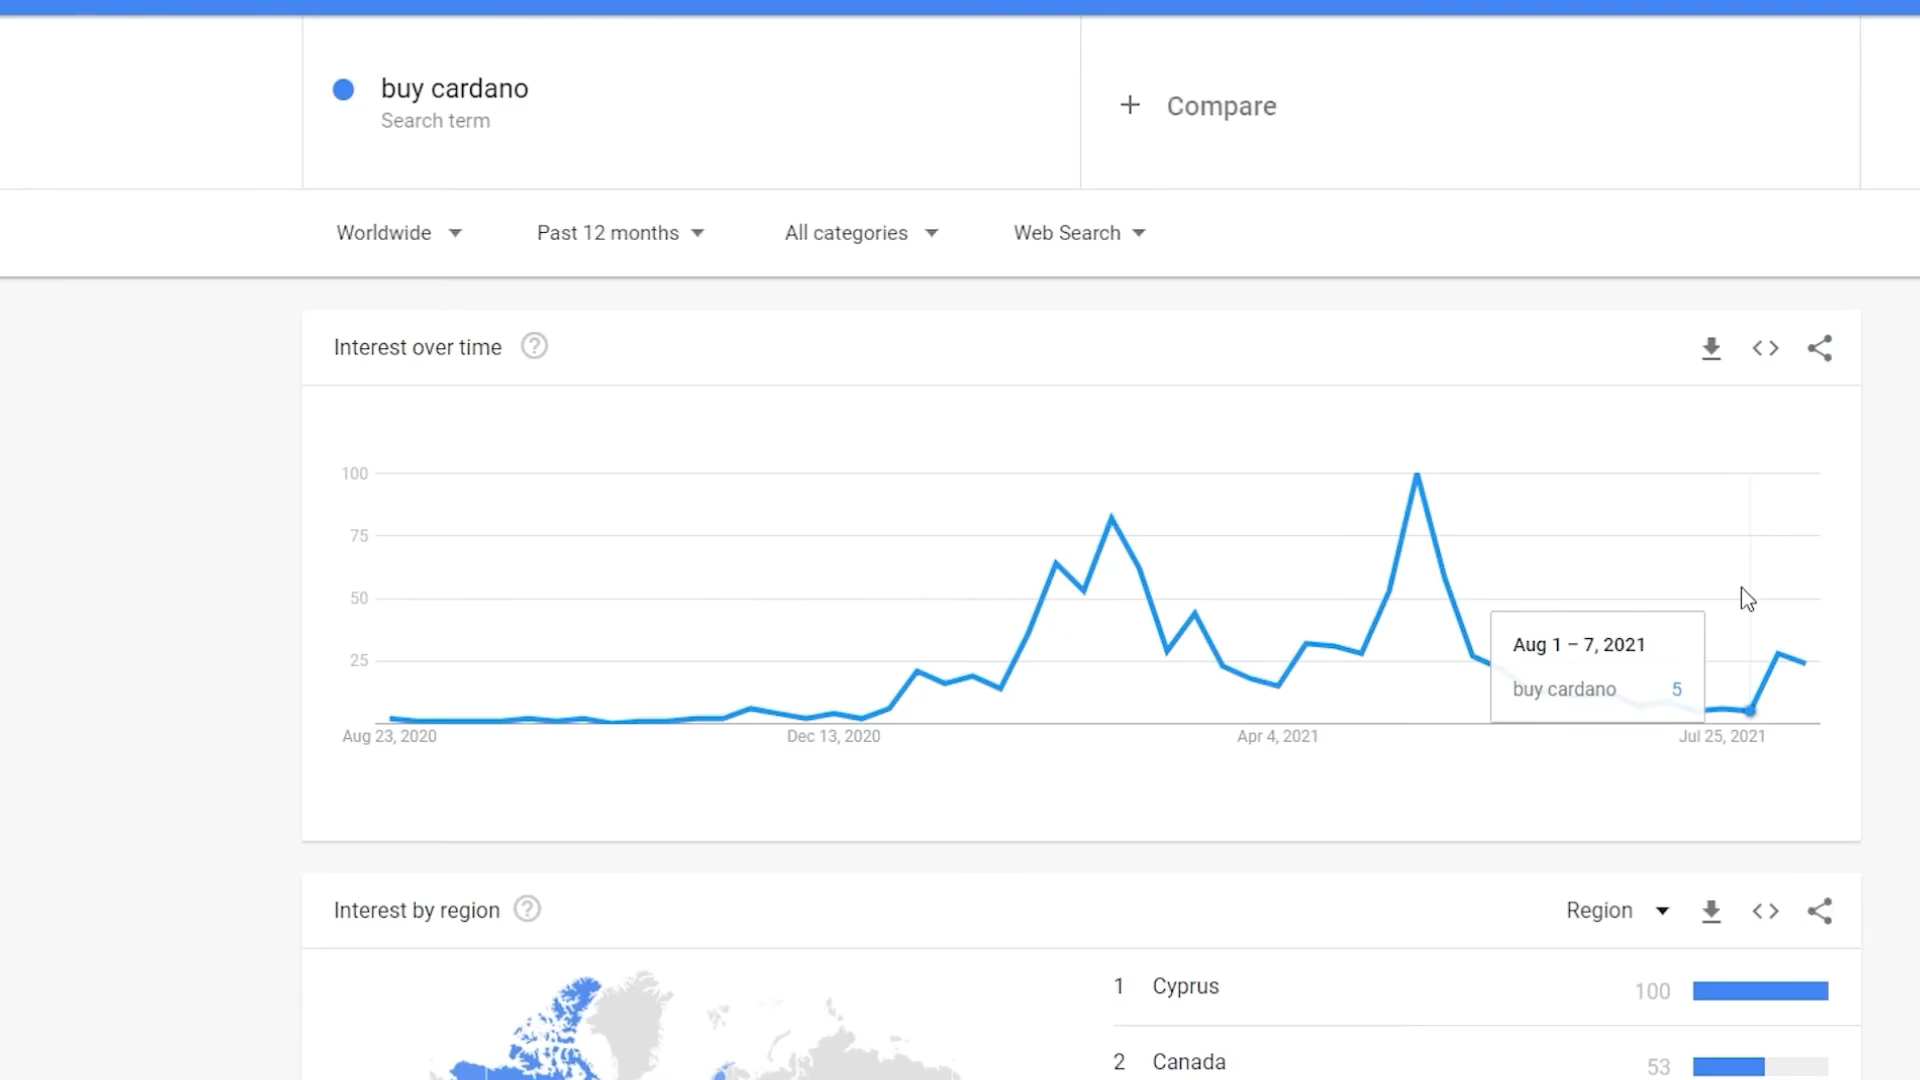 buy cardano
Search term
+ Compare
Worldwide
Past 12 months
All categories
Web Search
Interest over time
100
75
50
25
Aug 1 – 7, 2021
buy cardano 5
Aug 23, 2020
Dec 13, 2020
Apr 4, 2021
Jul 25, 2021
Interest by region
Region
1 Cyprus 100
2 Canada 53